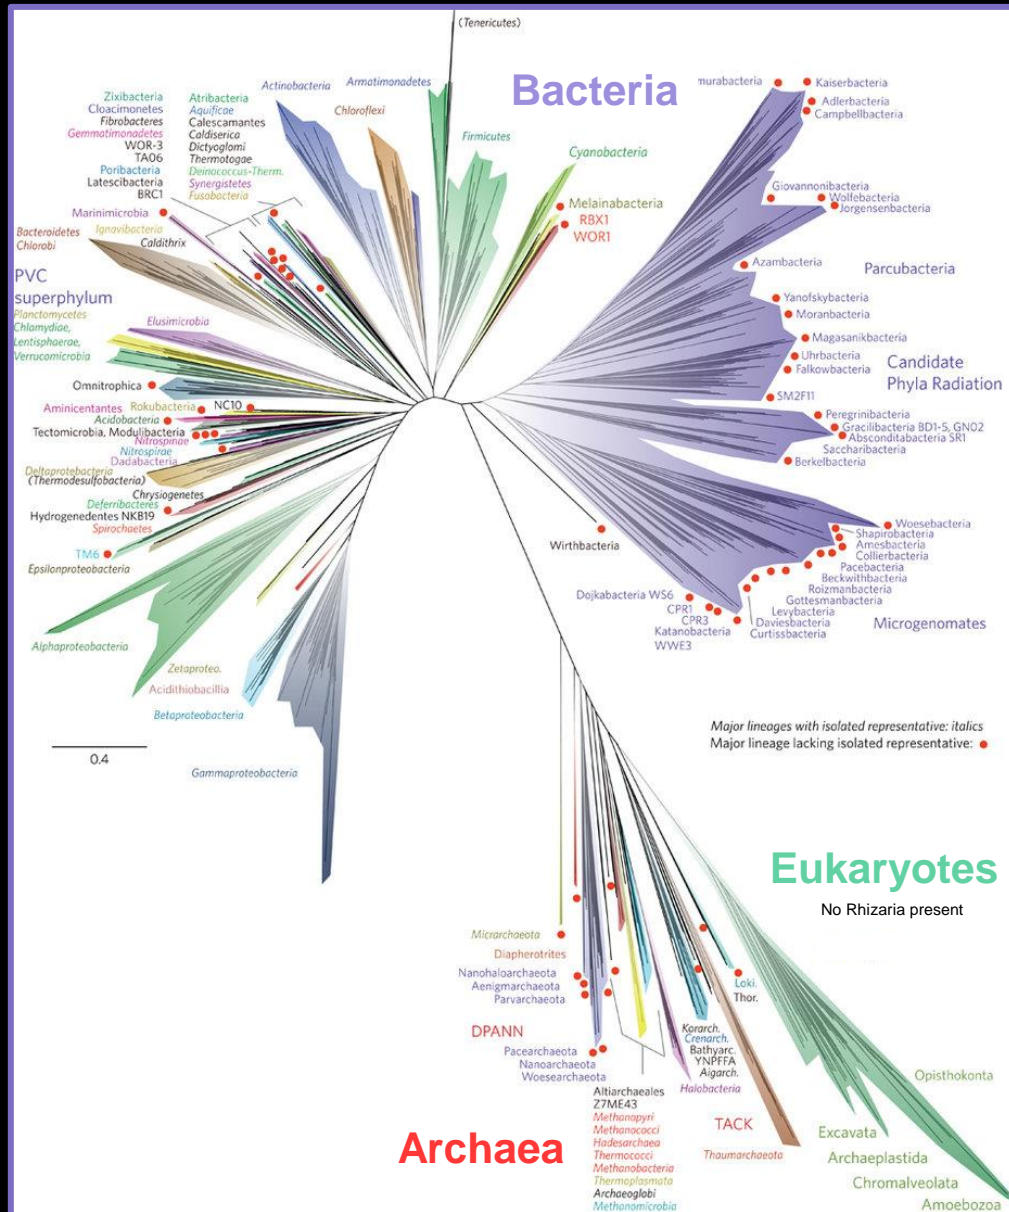 (Tenericutes)
Bacteria
Actinobacteria
Armatimonadetes
Chloroflexi
Firmicutes
Cyanobacteria
Melainabacteria
RBX1
WOR1
Zixibacteria
Cloacimonetes
Fibrobacteres
Gemmatimonadetes
WOR-3
TA06
Poribacteria
Latescibacteria
BRC1
Atribacteria
Aquificae
Calescamantes
Caldiserica
Dictyoglomi
Thermotogae
Deinococcus-Therm.
Synergistetes
Fusobacteria
Marinimicrobia
Ignavibacteria
Caldithrix
Bacteroidetes
Chlorobi
PVC
superphylum
Planctomycetes
Chlamydiae,
Lentisphaerae,
Verrucomicrobia
Elusimicrobia
Omnitrophica
Aminicentantes
Rokubacteria
NC10
Acidobacteria
Tectomicrobia, Modulibacteria
Nitrospinae
Nitrospirae
Dadabacteria
Deltaprotebacteria
(Thermodesulfobacteria)
Chrysiogenetes
Deferribacteres
Hydrogenedentes NKB19
Spirochaetes
TM6
Epsilonproteobacteria
Alphaproteobacteria
Zetaproteo.
Acidithiobacillia
Betaproteobacteria
Gammaproteobacteria
0.4
murabacteria
Kaiserbacteria
Adlerbacteria
Campbellbacteria
Giovannonibacteria
Wolfebacteria
Jorgensenbacteria
Azambacteria
Parcubacteria
Yanofskybacteria
Moranbacteria
Magasanikbacteria
Uhrbacteria
Falkowbacteria
Candidate
Phyla Radiation
SM2F11
Peregrinibacteria
Gracilibacteria BD1-5, GN02
Absconditabacteria SR1
Saccharibacteria
Berkelbacteria
Wirthbacteria
Woesebacteria
Shapirobacteria
Amesbacteria
Collierbacteria
Pacebacteria
Beckwithbacteria
Roizmanbacteria
Gottesmanbacteria
Levybacteria
Daviesbacteria
Curtissbacteria
Microgenomates
Dojkabacteria WS6
CPR1
CPR3
Katanobacteria
WWE3
Major lineages with isolated representative: italics
Major lineage lacking isolated representative:
Eukaryotes
No Rhizaria present
Micrarchaeota
Diapherotrites
Nanohaloarchaeota
Aenigmarchaeota
Parvarchaeota
DPANN
Pacearchaeota
Nanoarchaeota
Woesearchaeota
Altiarchaeales
Z7ME43
Methanopyri
Methanococci
Hadesarchaea
Thermococci
Methanobacteria
Thermoplasmata
Archaeoglobi
Methanomicrobia
Halobacteria
Loki.
Thor.
Korarch.
Crenarch.
Bathyarc.
YNPFFA
Aigarch.
TACK
Thaumarchaeota
Archaea
Opisthokonta
Excavata
Archaeplastida
Chromalveolata
Amoebozoa